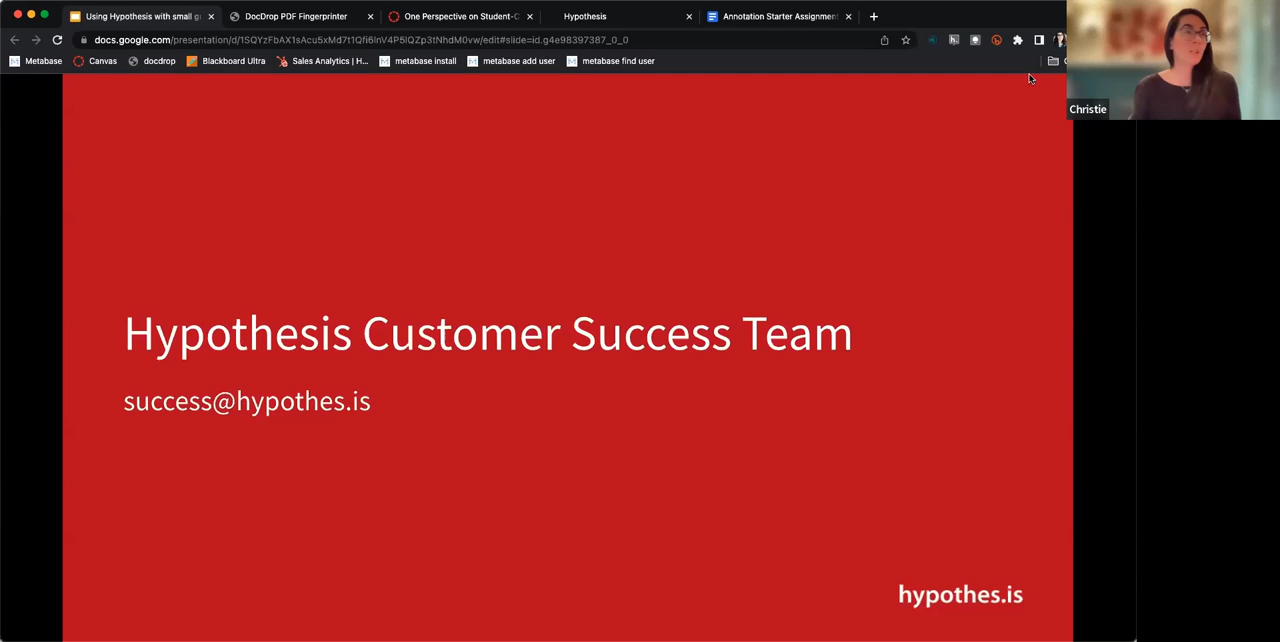 Using Hypothesis with small g
DocDrop PDF Fingerprinter
One Perspective on Student-C
Hypothesis
Annotation Starter Assignment
docs.google.com/presentation/d/1SQYzFbAX1sAcu5xMd7t1Qfi6lnV4P5lQZp3tNhdM0vw/edit#slide=id.g4e98397387_0_0
Metabase
Canvas
docdrop
Blackboard Ultra
Sales Analytics | H...
metabase install
metabase add user
metabase find user
Christie
Hypothesis Customer Success Team
success@hypothes.is
hypothes.is